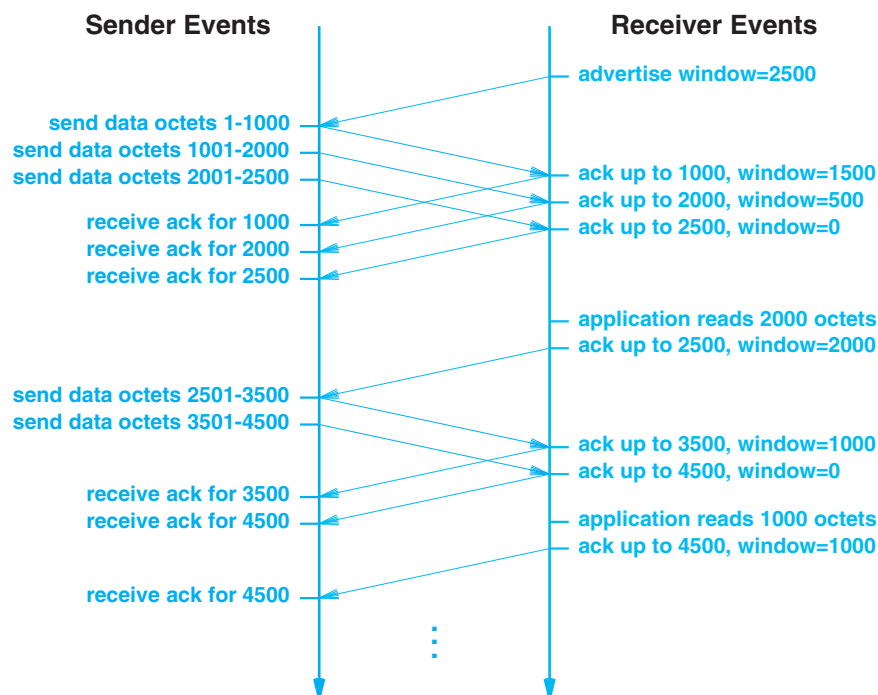 Sender Events
Receiver Events
advertise window=2500
send data octets 1-1000
send data octets 1001-2000
send data octets 2001-2500
ack up to 1000, window=1500
ack up to 2000, window=500
ack up to 2500, window=0
receive ack for 1000
receive ack for 2000
receive ack for 2500
application reads 2000 octets
ack up to 2500, window=2000
send data octets 2501-3500
send data octets 3501-4500
ack up to 3500, window=1000
ack up to 4500, window=0
receive ack for 3500
receive ack for 4500
application reads 1000 octets
ack up to 4500, window=1000
receive ack for 4500